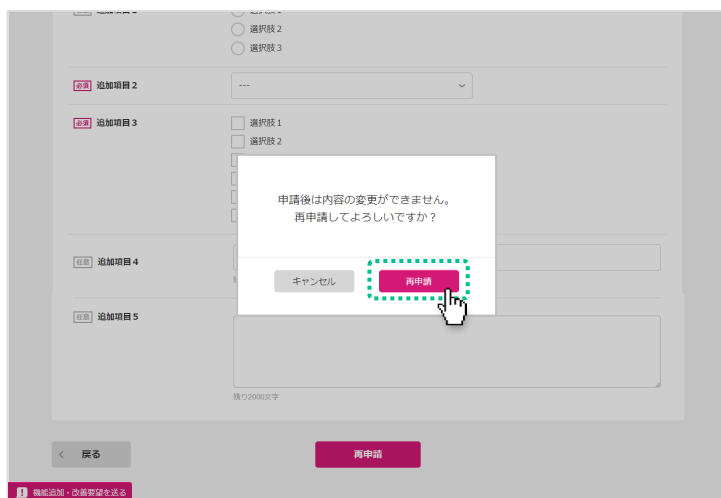 選択肢2
選択肢3
必須 追加項目2
---
必須 追加項目3
選択肢1
選択肢2
申請後は内容の変更ができません。
再申請してよろしいですか？
キャンセル
再申請
任意 追加項目4
任意 追加項目5
残り2000文字
戻る
再申請
機能追加・改善要望を送る